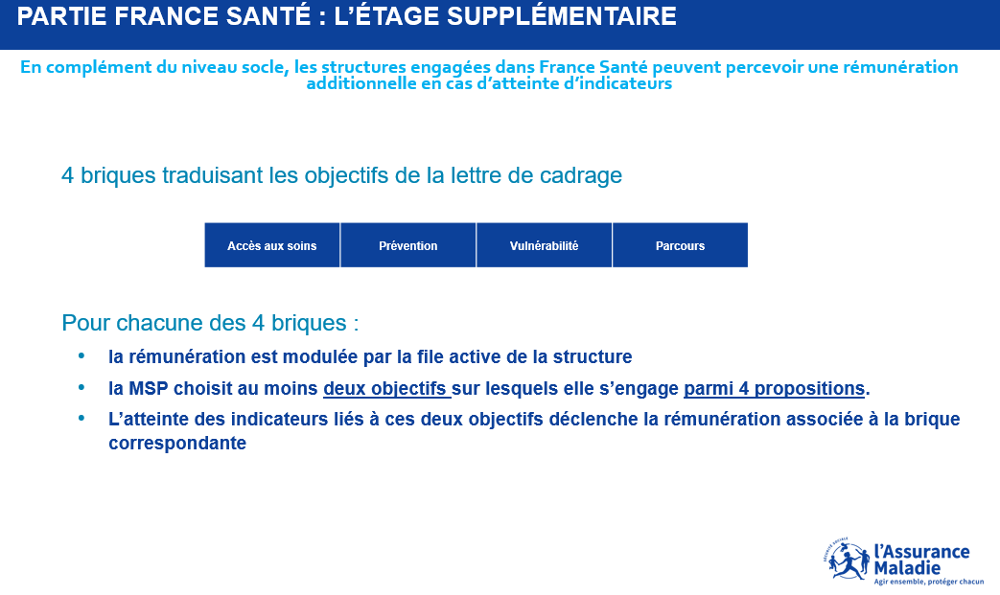 PARTIE FRANCE SANTÉ : L’ÉTAGE SUPPLÉMENTAIRE
En complément du niveau socle, les structures engagées dans France Santé peuvent percevoir une rémunération
additionnelle en cas d’atteinte d’indicateurs
4 briques traduisant les objectifs de la lettre de cadrage
Accès aux soins
Prévention
Vulnérabilité
Parcours
Pour chacune des 4 briques :
• la rémunération est modulée par la file active de la structure
• la MSP choisit au moins deux objectifs sur lesquels elle s’engage parmi 4 propositions.
• L’atteinte des indicateurs liés à ces deux objectifs déclenche la rémunération associée à la brique
correspondante
SÉCURITÉ SOCIALE
l’Assurance
Maladie
Agir ensemble, protéger chacun